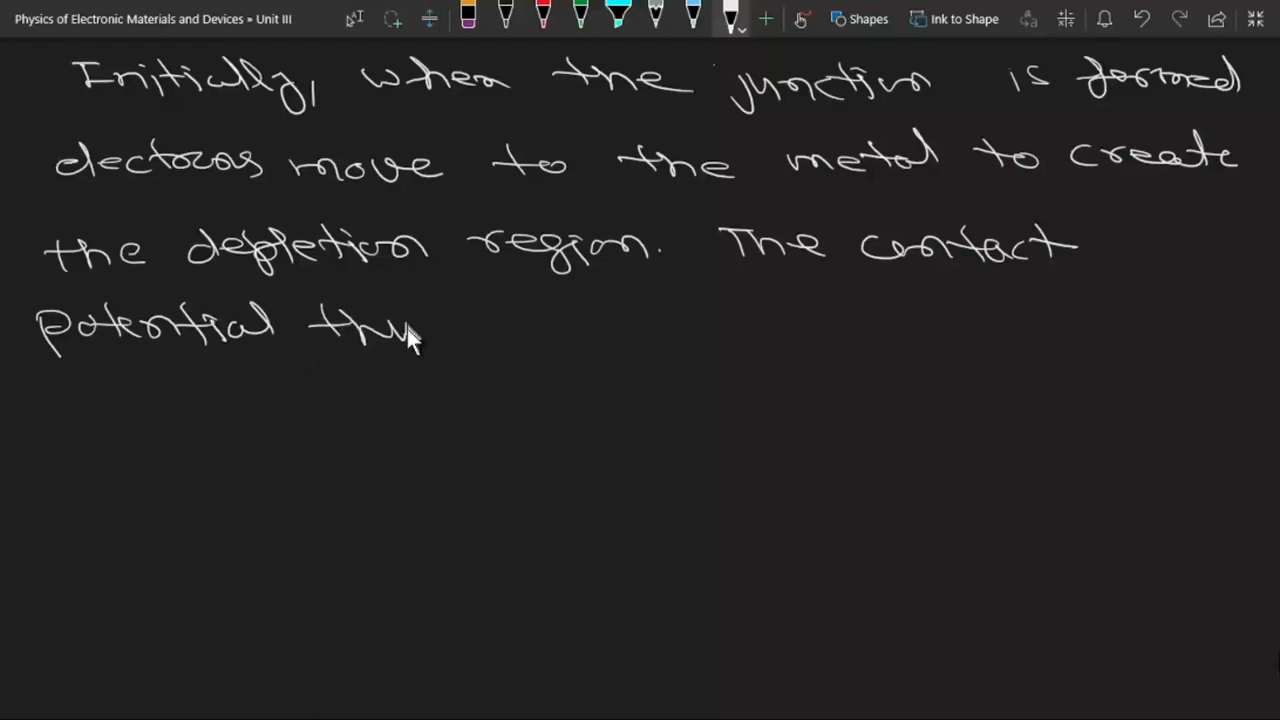 Physics of Electronic Materials and Devices » Unit III
Shapes
Ink to Shape
Initially, when the junction is formed
electrons move to the metal to create
the depletion region. The contact
potential thu